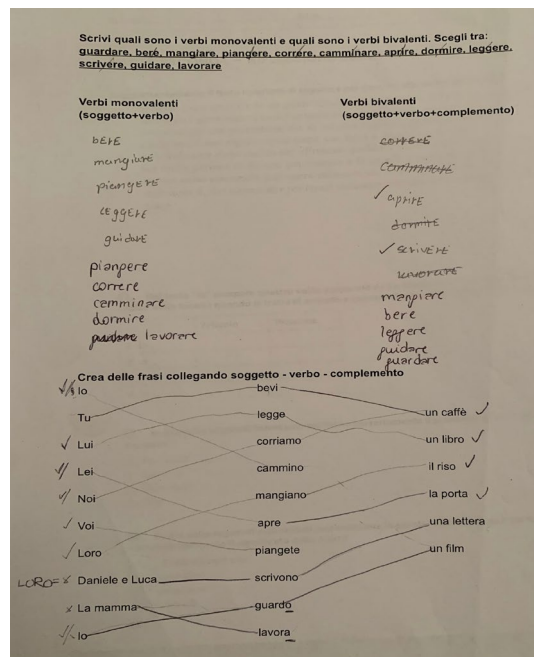 Scrivi quali sono i verbi monovalenti e quali sono i verbi bivalenti. Scegli tra:
guardare, bere, mangiare, piangere, correre, camminare, aprire, dormire, leggere,
scrivere, guidare, lavorare
Verbi monovalenti
(soggetto+verbo)
bere
mangiare
piangere
leggere
guidare
piangere
correre
camminare
dormire
guidare lavorare
Verbi bivalenti
(soggetto+verbo+complemento)
correre
camminare
aprire
dormire
scrivere
lavorare
mangiare
bere
leggere
guidare
guardare
Crea delle frasi collegando soggetto - verbo - complemento
Io bevi
Tu legge un caffè
Lui corriamo un libro
Lei cammino il riso
Noi mangiano la porta
Voi apre una lettera
Loro piangete un film
LORO= Daniele e Luca scrivono
La mamma guardo
Io lavora